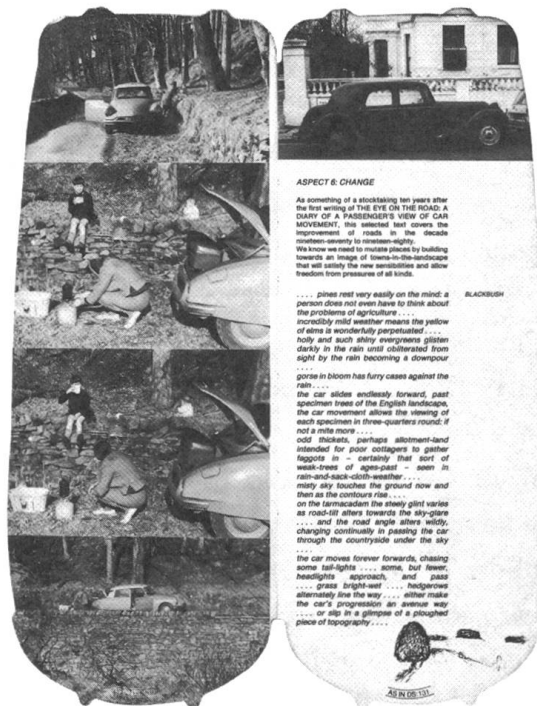 ASPECT 6: CHANGE
As something of a stocktaking ten years after
the first writing of THE EYE ON THE ROAD: A
DIARY OF A PASSENGER'S VIEW OF CAR
MOVEMENT, this selected text covers the
improvement of roads in the decade
nineteen-seventy to nineteen-eighty.
We know we need to mutate places by building
towards an image of towns-in-the-landscape
that will satisfy the new sensibilities and allow
freedom from pressures of all kinds.
. . . . pines rest very easily on the mind: a
BLACKBUSH
person does not even have to think about
the problems of agriculture . . . .
incredibly mild weather means the yellow
of elms is wonderfully perpetuated . . . .
holly and such shiny evergreens glisten
darkly in the rain until obliterated from
sight by the rain becoming a downpour
. . . .
gorse in bloom has furry cases against the
rain . . . .
the car slides endlessly forward, past
specimen trees of the English landscape,
the car movement allows the viewing of
each specimen in three-quarters round: if
not a mite more . . . .
odd thickets, perhaps allotment-land
intended for poor cottagers to gather
faggots in – certainly that sort of
weak-trees of ages-past – seen in
rain-and-sack-cloth-weather . . . .
misty sky touches the ground now and
then as the contours rise . . . .
on the tarmacadam the steely glint varies
as road-tilt alters towards the sky-glare
. . . . and the road angle alters wildly,
changing continually in passing the car
through the countryside under the sky
. . . .
the car moves forever forwards, chasing
some tail-lights . . . . some, but fewer,
headlights approach, and pass
. . . . grass bright-wet . . . . hedgerows
alternately line the way . . . . either make
the car's progression an avenue way
. . . . or slip in a glimpse of a ploughed
piece of topography . . . .
AS IN DS:131